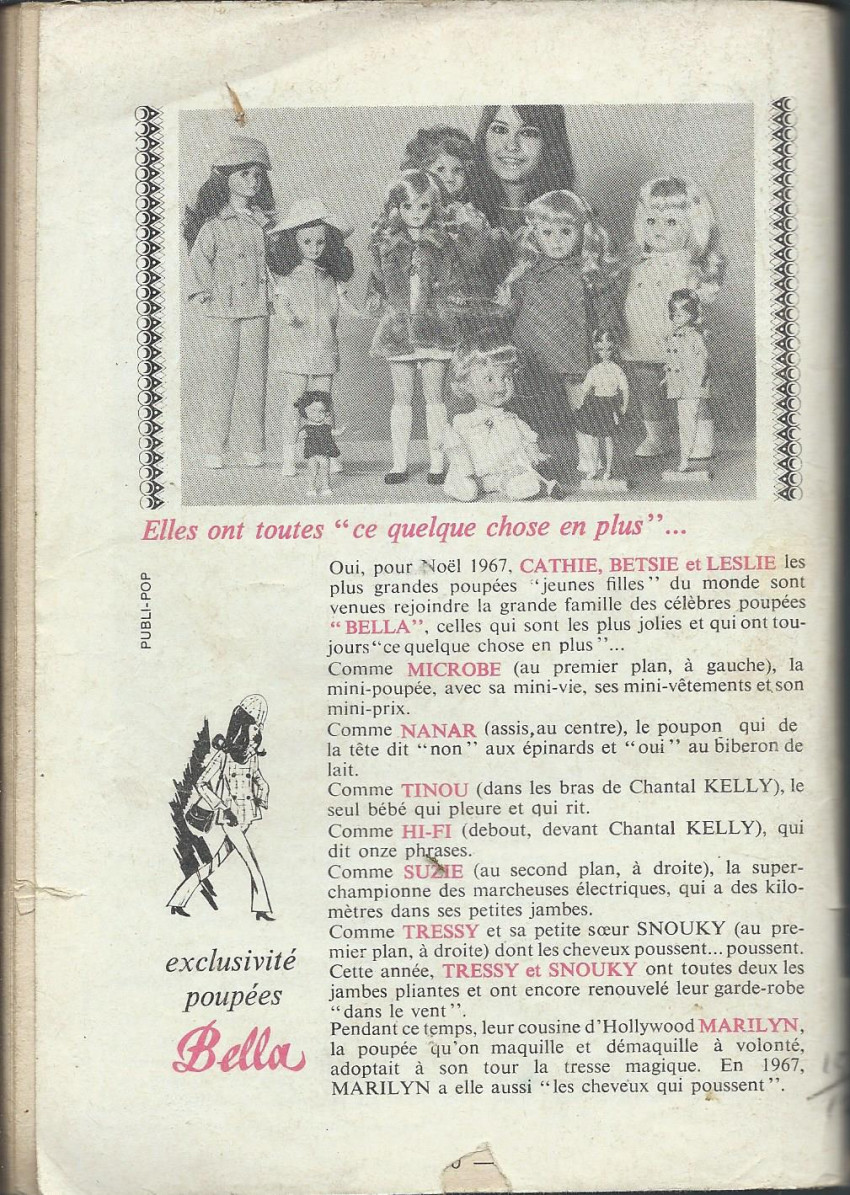 Elles ont toutes “ce quelque chose en plus”...
PUBLI-POP
Oui, pour Noël 1967, CATHIE, BETSIE et LESLIE les
plus grandes poupées “jeunes filles” du monde sont
venues rejoindre la grande famille des célèbres poupées
“BELLA”, celles qui sont les plus jolies et qui ont tou-
jours “ce quelque chose en plus”...
Comme MICROBE (au premier plan, à gauche), la
mini-poupée, avec sa mini-vie, ses mini-vêtements et son
mini-prix.
Comme NANAR (assis, au centre), le poupon qui de
la tête dit “non” aux épinards et “oui” au biberon de
lait.
Comme TINOU (dans les bras de Chantal KELLY), le
seul bébé qui pleure et qui rit.
Comme HI-FI (debout, devant Chantal KELLY), qui
dit onze phrases.
Comme SUZIE (au second plan, à droite), la super-
championne des marcheuses électriques, qui a des kilo-
mètres dans ses petites jambes.
Comme TRESSY et sa petite sœur SNOUKY (au pre-
mier plan, à droite) dont les cheveux poussent... poussent.
Cette année, TRESSY et SNOUKY ont toutes deux les
jambes pliantes et ont encore renouvelé leur garde-robe
“dans le vent”.
Pendant ce temps, leur cousine d’Hollywood MARILYN,
la poupée qu’on maquille et démaquille à volonté,
adoptait à son tour la tresse magique. En 1967,
MARILYN a elle aussi “les cheveux qui poussent”.
exclusivité
poupées
Bella